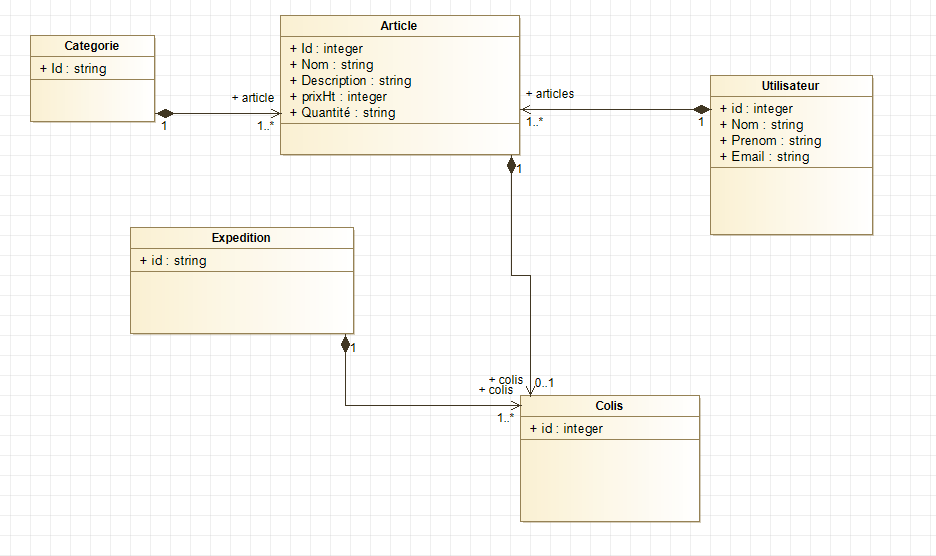 Categorie
+ Id : string
Article
+ Id : integer
+ Nom : string
+ Description : string
+ prixHt : integer
+ Quantité : string
Utilisateur
+ id : integer
+ Nom : string
+ Prenom : string
+ Email : string
+ article
1
1..*
+ articles
1..*
1
1
Expedition
+ id : string
1
+ colis
0..1
+ colis
1..*
Colis
+ id : integer